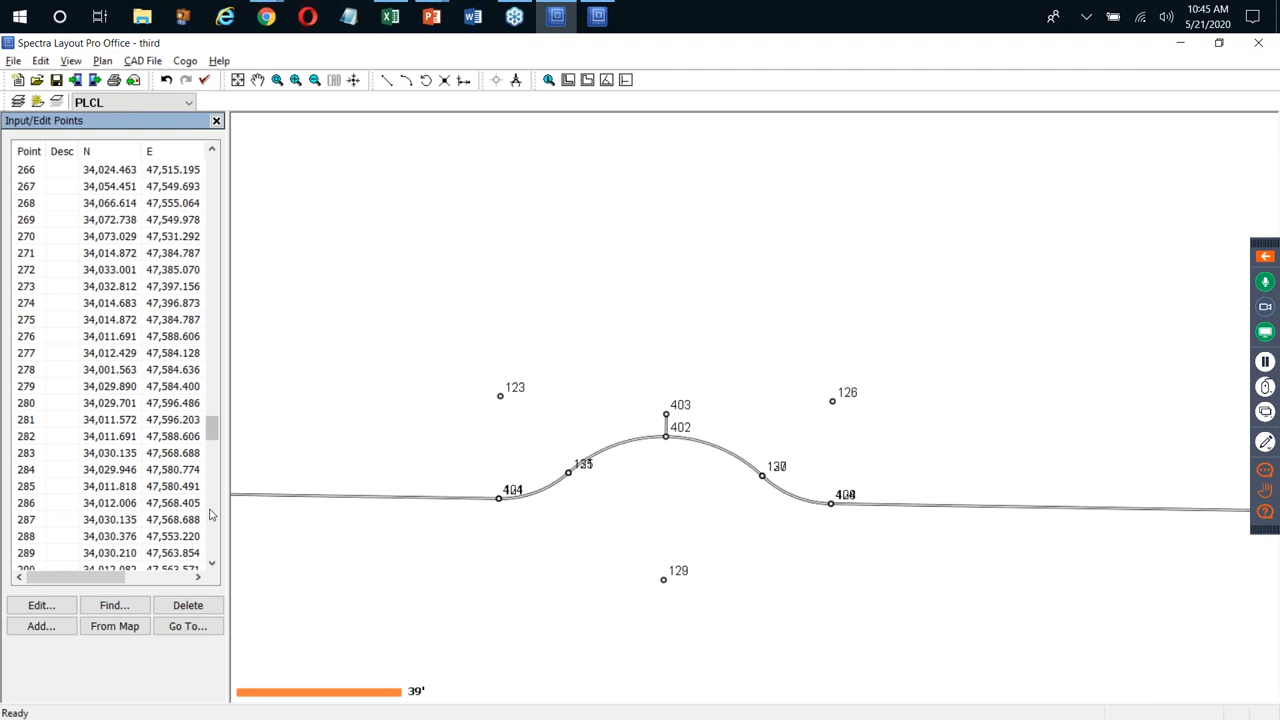 10:45 AM
5/21/2020
Spectra Layout Pro Office - third
File Edit View Plan CAD File Cogo Help
PLCL
Input/Edit Points
Point Desc N E
266 34,024.463 47,515.195
267 34,054.451 47,549.693
268 34,066.614 47,555.064
269 34,072.738 47,549.978
270 34,073.029 47,531.292
271 34,014.872 47,384.787
272 34,033.001 47,385.070
273 34,032.812 47,397.156
274 34,014.683 47,396.873
275 34,014.872 47,384.787
276 34,011.691 47,588.606
277 34,012.429 47,584.128
278 34,001.563 47,584.636
279 34,029.890 47,584.400
280 34,029.701 47,596.486
281 34,011.572 47,596.203
282 34,011.691 47,588.606
283 34,030.135 47,568.688
284 34,029.946 47,580.774
285 34,011.818 47,580.491
286 34,012.006 47,568.405
287 34,030.135 47,568.688
288 34,030.376 47,553.220
289 34,030.210 47,563.854
290 34,012.082 47,563.571
Edit... Find... Delete
Add... From Map Go To...
123
126
403
402
129
39'
Ready